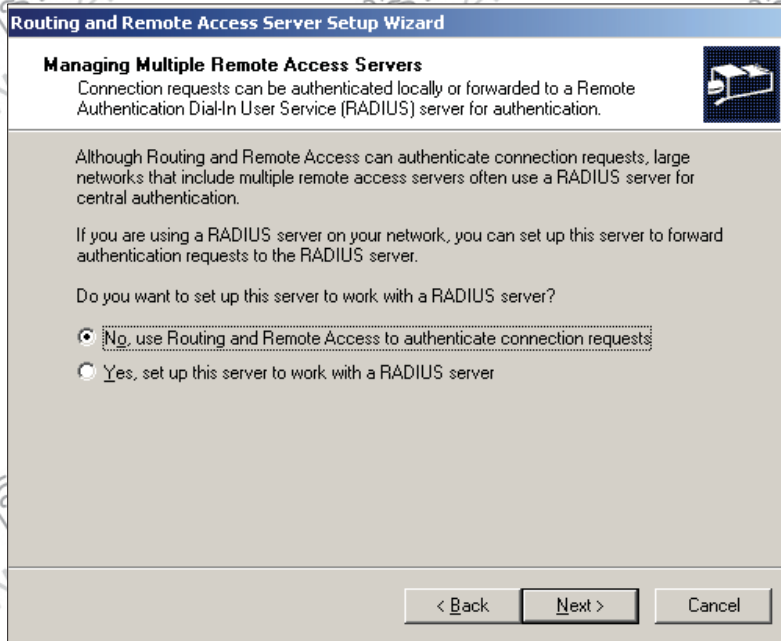 Routing and Remote Access Server Setup Wizard
Managing Multiple Remote Access Servers
Connection requests can be authenticated locally or forwarded to a Remote
Authentication Dial-In User Service (RADIUS) server for authentication.
Although Routing and Remote Access can authenticate connection requests, large
networks that include multiple remote access servers often use a RADIUS server for
central authentication.
If you are using a RADIUS server on your network, you can set up this server to forward
authentication requests to the RADIUS server.
Do you want to set up this server to work with a RADIUS server?
No, use Routing and Remote Access to authenticate connection requests
Yes, set up this server to work with a RADIUS server
< Back
Next >
Cancel